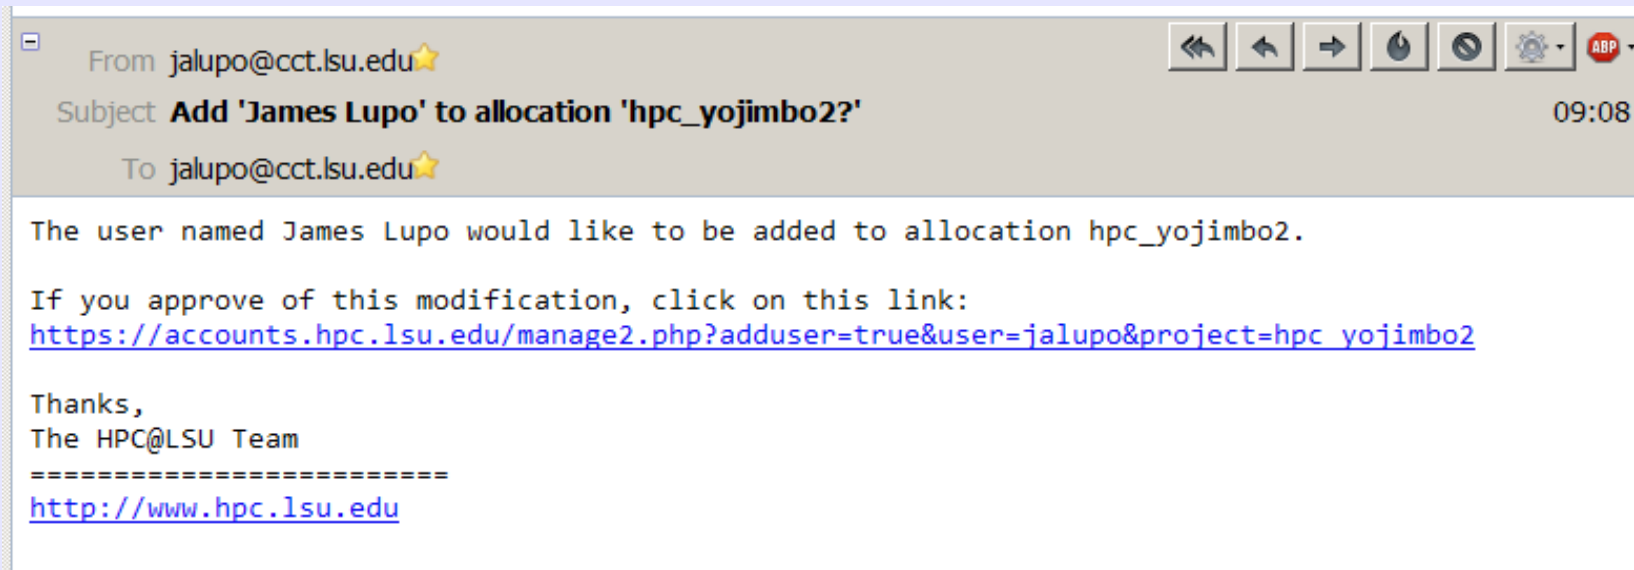 From jalupo@cct.lsu.edu
ABP
Subject Add 'James Lupo' to allocation 'hpc_yojimbo2?' 09:08
To jalupo@cct.lsu.edu
The user named James Lupo would like to be added to allocation hpc_yojimbo2.
If you approve of this modification, click on this link:
https://accounts.hpc.lsu.edu/manage2.php?adduser=true&user=jalupo&project=hpc_yojimbo2
Thanks,
The HPC@LSU Team
=========================
http://www.hpc.lsu.edu